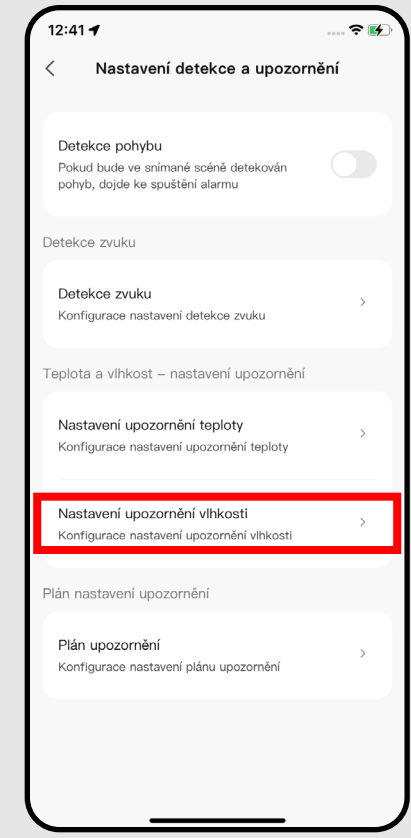 12:41
Nastavení detekce a upozornění
Detekce pohybu
Pokud bude ve snímané scéně detekován
pohyb, dojde ke spuštění alarmu
Detekce zvuku
Detekce zvuku
Konfigurace nastavení detekce zvuku
Teplota a vlhkost – nastavení upozornění
Nastavení upozornění teploty
Konfigurace nastavení upozornění teploty
Nastavení upozornění vlhkosti
Konfigurace nastavení upozornění vlhkosti
Plán nastavení upozornění
Plán upozornění
Konfigurace nastavení plánu upozornění